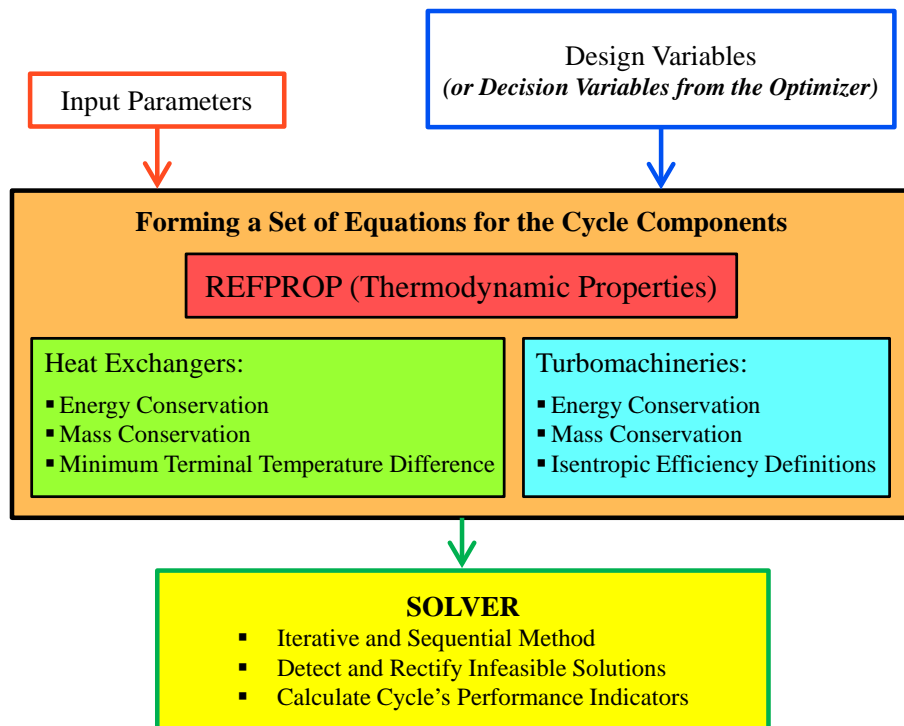 Input Parameters
Design Variables
(or Decision Variables from the Optimizer)
Forming a Set of Equations for the Cycle Components
REFPROP (Thermodynamic Properties)
Heat Exchangers:
▪ Energy Conservation
▪ Mass Conservation
▪ Minimum Terminal Temperature Difference
Turbomachineries:
▪ Energy Conservation
▪ Mass Conservation
▪ Isentropic Efficiency Definitions
SOLVER
▪ Iterative and Sequential Method
▪ Detect and Rectify Infeasible Solutions
▪ Calculate Cycle's Performance Indicators